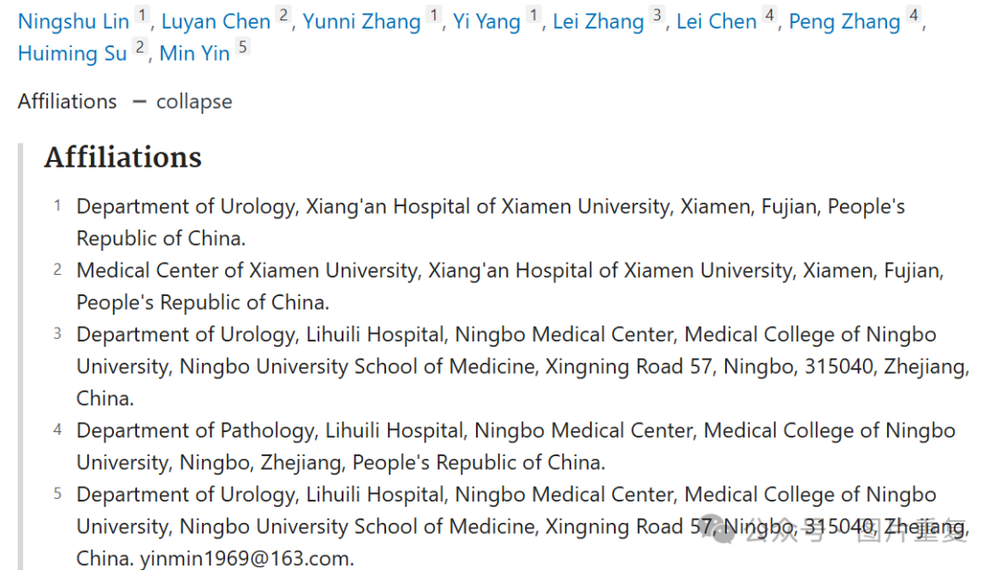 Ningshu Lin 1, Luyan Chen 2, Yunni Zhang 1, Yi Yang 1, Lei Zhang 3, Lei Chen 4, Peng Zhang 4,
Huiming Su 2, Min Yin 5
Affiliations — collapse
Affiliations
1 Department of Urology, Xiang'an Hospital of Xiamen University, Xiamen, Fujian, People's
Republic of China.
2 Medical Center of Xiamen University, Xiang'an Hospital of Xiamen University, Xiamen, Fujian,
People's Republic of China.
3 Department of Urology, Lihuili Hospital, Ningbo Medical Center, Medical College of Ningbo
University, Ningbo University School of Medicine, Xingning Road 57, Ningbo, 315040, Zhejiang,
China.
4 Department of Pathology, Lihuili Hospital, Ningbo Medical Center, Medical College of Ningbo
University, Ningbo, Zhejiang, People's Republic of China.
5 Department of Urology, Lihuili Hospital, Ningbo Medical Center, Medical College of Ningbo
University, Ningbo University School of Medicine, Xingning Road 57, Ningbo, 315040, Zhejiang,
China. yinmin1969@163.com.
公众号 · 图片重复